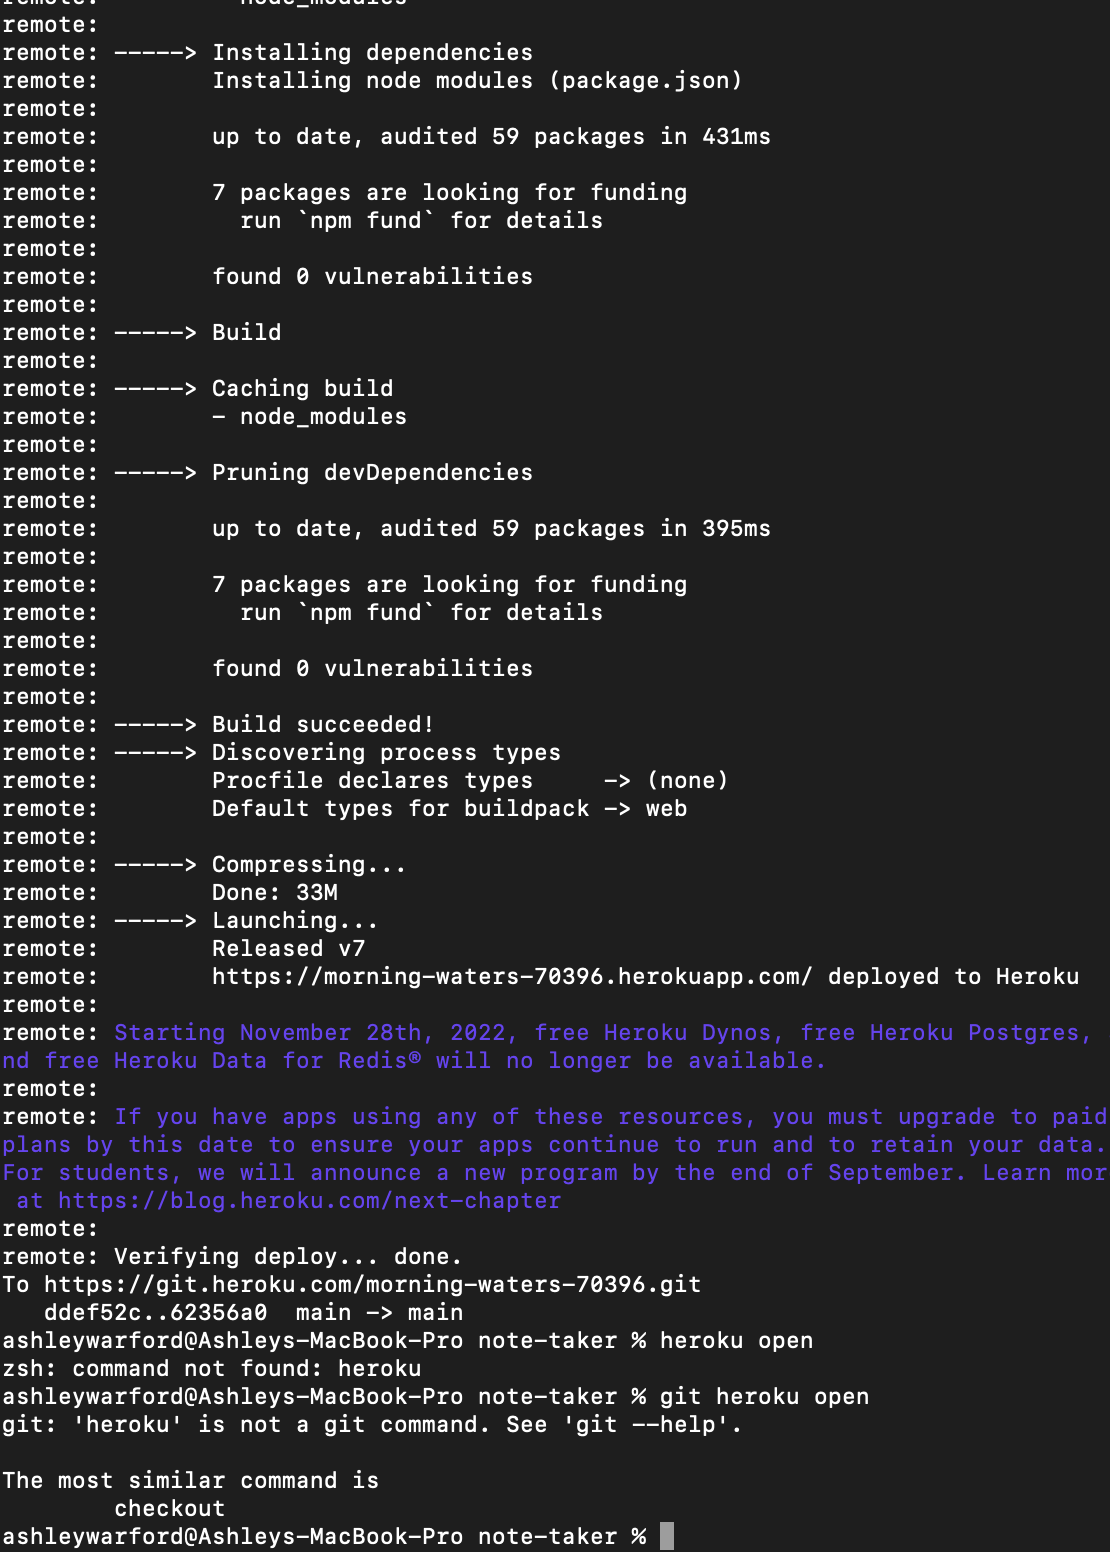 node_modules
remote:
remote: -----> Installing dependencies
remote:        Installing node modules (package.json)
remote:
remote:        up to date, audited 59 packages in 431ms
remote:
remote:        7 packages are looking for funding
remote:          run `npm fund` for details
remote:
remote:        found 0 vulnerabilities
remote:
remote: -----> Build
remote:
remote: -----> Caching build
remote:        - node_modules
remote:
remote: -----> Pruning devDependencies
remote:
remote:        up to date, audited 59 packages in 395ms
remote:
remote:        7 packages are looking for funding
remote:          run `npm fund` for details
remote:
remote:        found 0 vulnerabilities
remote:
remote: -----> Build succeeded!
remote: -----> Discovering process types
remote:        Procfile declares types     -> (none)
remote:        Default types for buildpack -> web
remote:
remote: -----> Compressing...
remote:        Done: 33M
remote: -----> Launching...
remote:        Released v7
remote:        https://morning-waters-70396.herokuapp.com/ deployed to Heroku
remote:
remote: Starting November 28th, 2022, free Heroku Dynos, free Heroku Postgres,
nd free Heroku Data for Redis® will no longer be available.
remote:
remote: If you have apps using any of these resources, you must upgrade to paid
plans by this date to ensure your apps continue to run and to retain your data.
For students, we will announce a new program by the end of September. Learn mor
 at https://blog.heroku.com/next-chapter
remote:
remote: Verifying deploy... done.
To https://git.heroku.com/morning-waters-70396.git
   ddef52c..62356a0  main -> main
ashleywarford@Ashleys-MacBook-Pro note-taker % heroku open
zsh: command not found: heroku
ashleywarford@Ashleys-MacBook-Pro note-taker % git heroku open
git: 'heroku' is not a git command. See 'git --help'.

The most similar command is
        checkout
ashleywarford@Ashleys-MacBook-Pro note-taker %